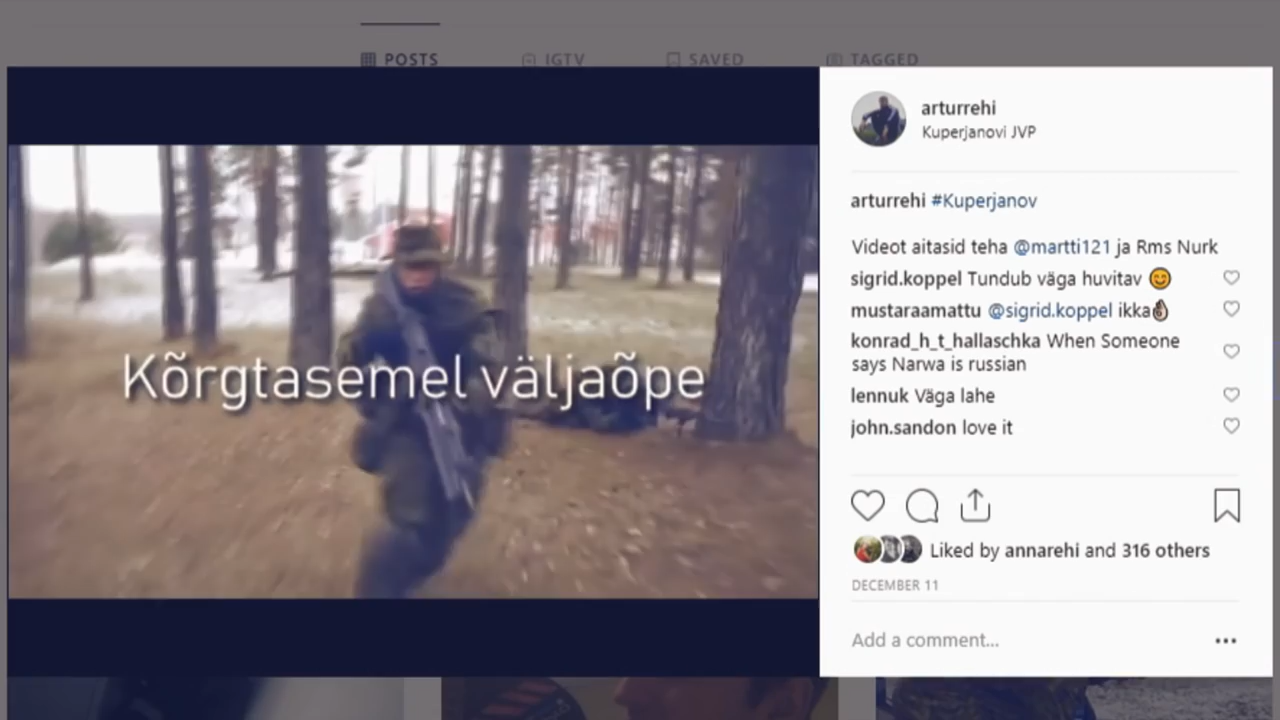 POSTS IGTV SAVED TAGGED
arturrehi
Kuperjanovi JVP
arturrehi #Kuperjanov
Videot aitasid teha @martti121 ja Rms Nurk
sigrid.koppel Tundub väga huvitav 😊
mustaraamattu @sigrid.koppel ikka👌🏽
konrad_h_t_hallaschka When Someone
says Narwa is russian
lennuk Väga lahe
john.sandon love it
Kõrgtasemel väljaõpe
Liked by annarehi and 316 others
DECEMBER 11
Add a comment...